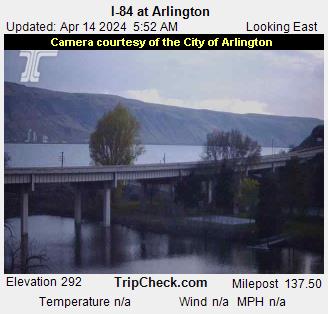 I-84 at Arlington
Updated: Apr 14 2024 5:52 AM Looking East
Camera courtesy of the City of Arlington
Elevation 292 TripCheck.com Milepost 137.50
Temperature n/a Wind n/a MPH n/a